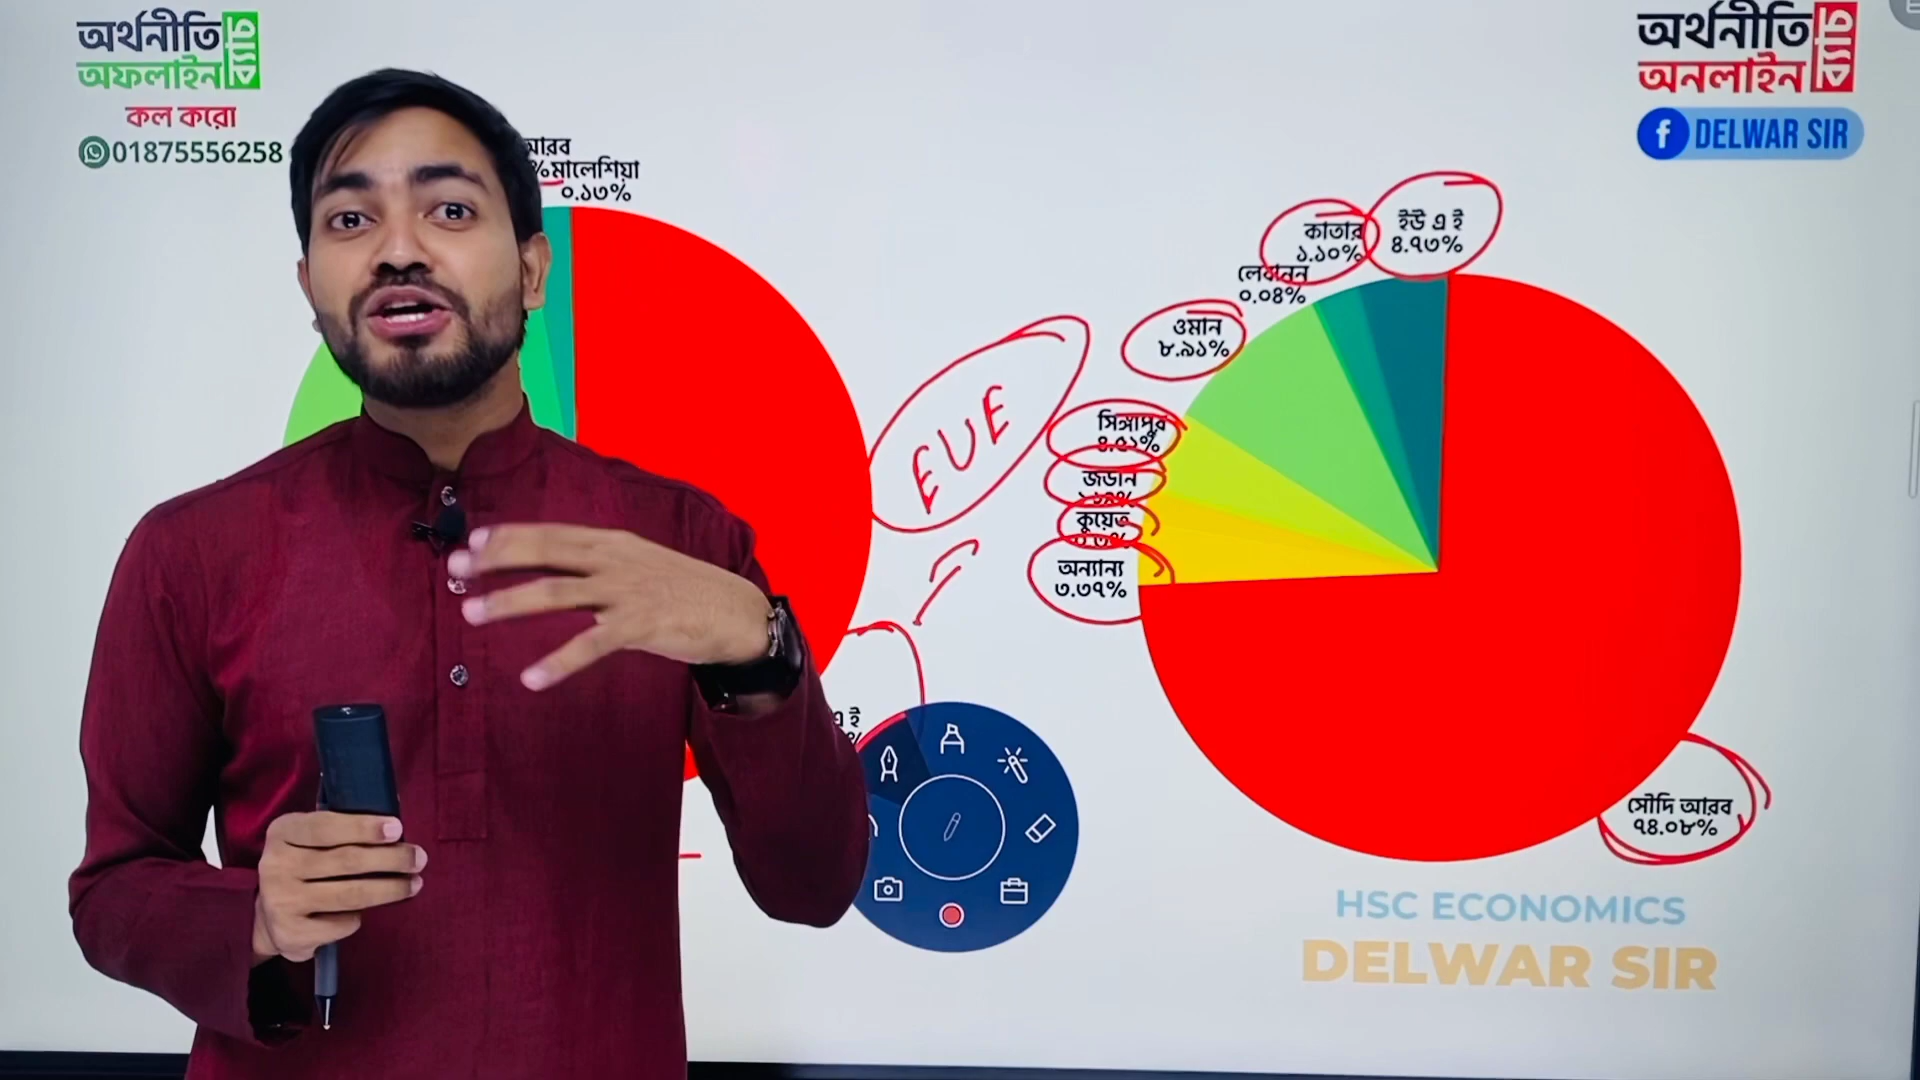 অর্থনীতি
অফলাইন
ব্যাচ
কল করো
01875556258
অর্থনীতি
অনলাইন
ব্যাচ
f DELWAR SIR
আরব
%মালেশিয়া
০.১৩%
কাতার
১.১০%
ইউ এ ই
৪.৭৩%
লেবানন
০.০৪%
ওমান
৮.৯১%
সিঙ্গাপুর
জর্ডান
কুয়েত
অন্যান্য
৩.৩৭%
EUE
এ ই
%
সৌদি আরব
৭৪.০৮%
HSC ECONOMICS
DELWAR SIR